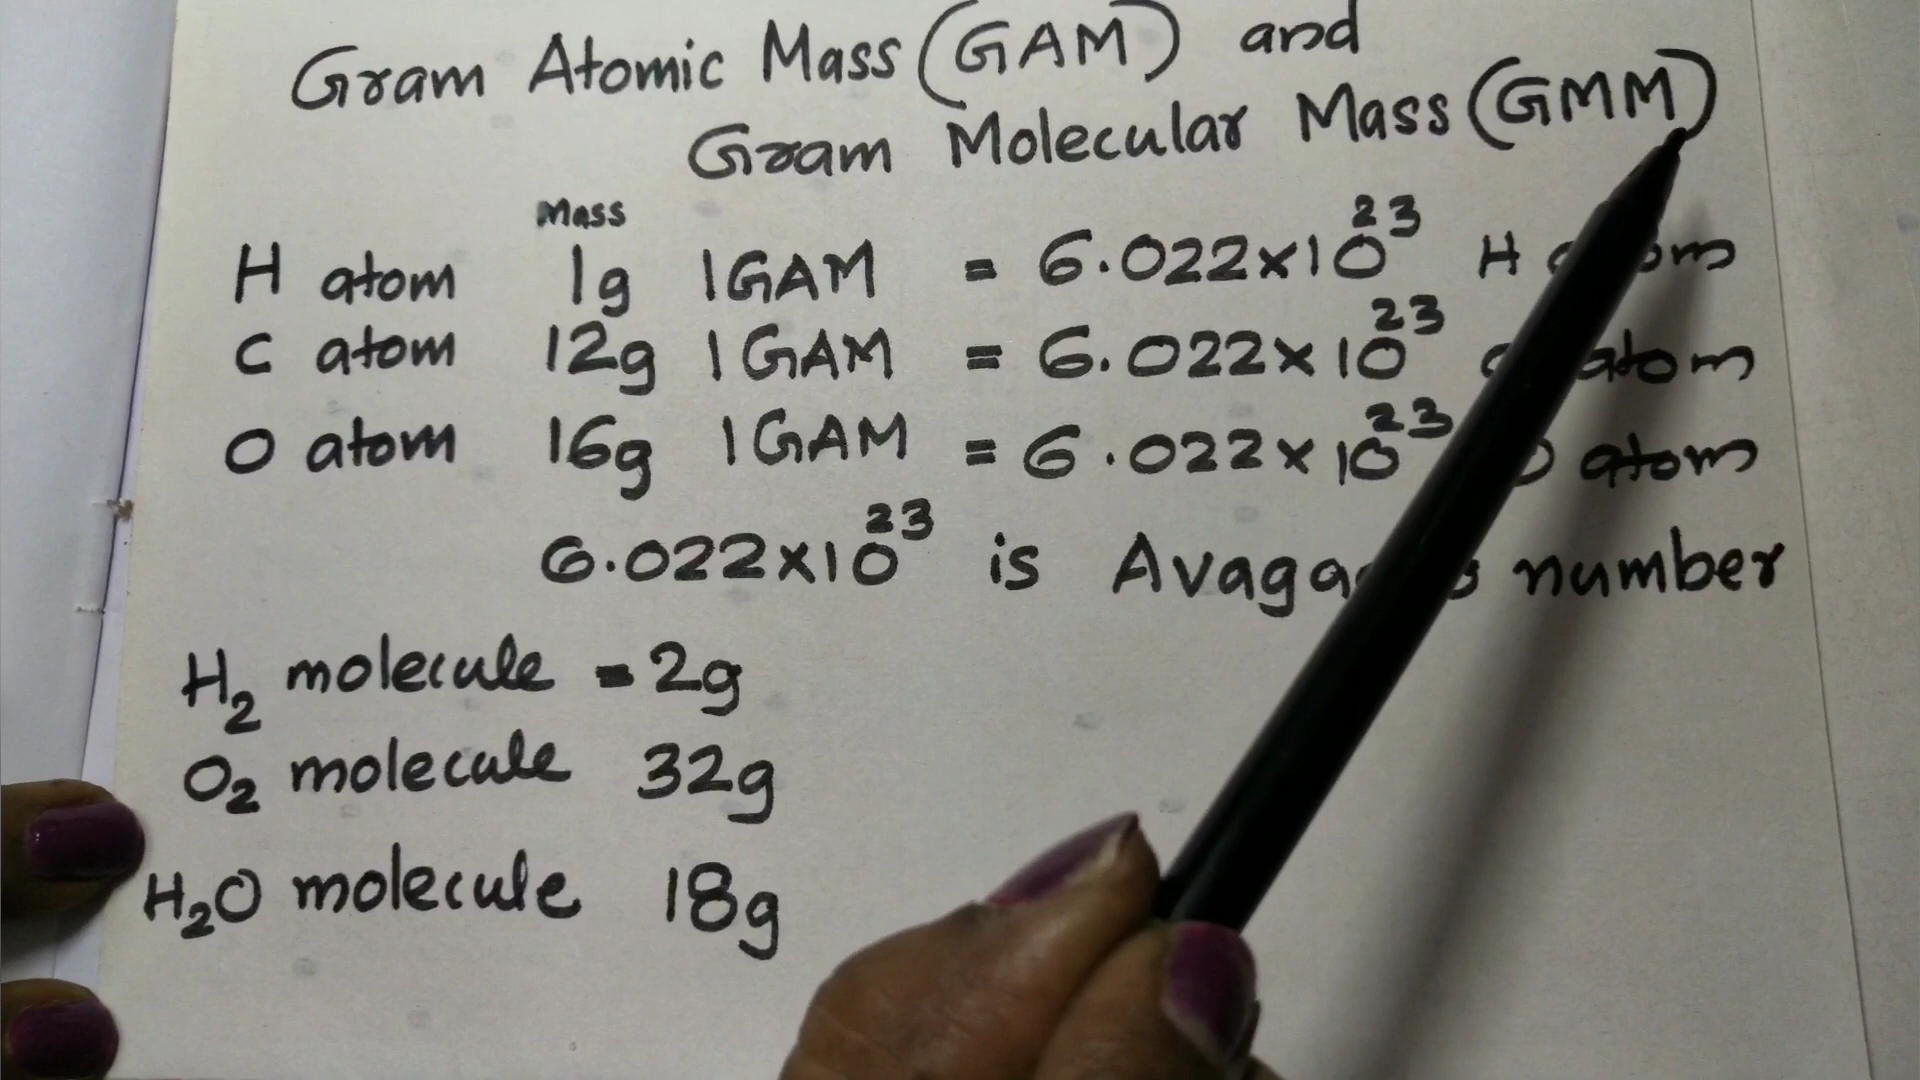 Gram Atomic Mass (GAM) and
Gram Molecular Mass (GMM)
Mass
H atom 1g 1GAM = 6.022×10²³ H
C atom 12g 1GAM = 6.022×10²³ atom
O atom 16g 1GAM = 6.022×10²³ O atom
6.022×10²³ is number
H₂ molecule = 2g
O₂ molecule 32g
H₂O molecule 18g